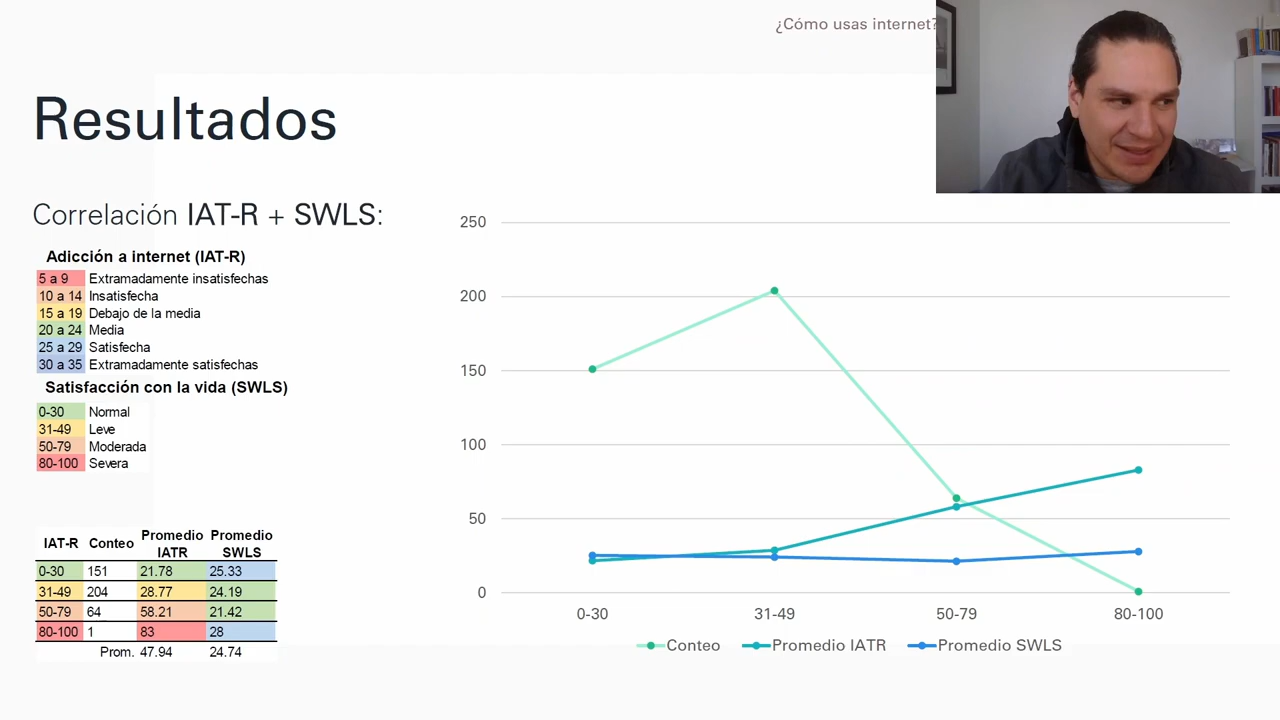 ¿Cómo usas internet?
Resultados
Correlación IAT-R + SWLS:
Adicción a internet (IAT-R)
5 a 9 Extramadamente insatisfechas
10 a 14 Insatisfecha
15 a 19 Debajo de la media
20 a 24 Media
25 a 29 Satisfecha
30 a 35 Extramadamente satisfechas
Satisfacción con la vida (SWLS)
0-30 Normal
31-49 Leve
50-79 Moderada
80-100 Severa
IAT-R Conteo Promedio IATR Promedio SWLS
0-30 151 21.78 25.33
31-49 204 28.77 24.19
50-79 64 58.21 21.42
80-100 1 83 28
Prom. 47.94 24.74
250
200
150
100
50
0
0-30 31-49 50-79 80-100
Conteo Promedio IATR Promedio SWLS